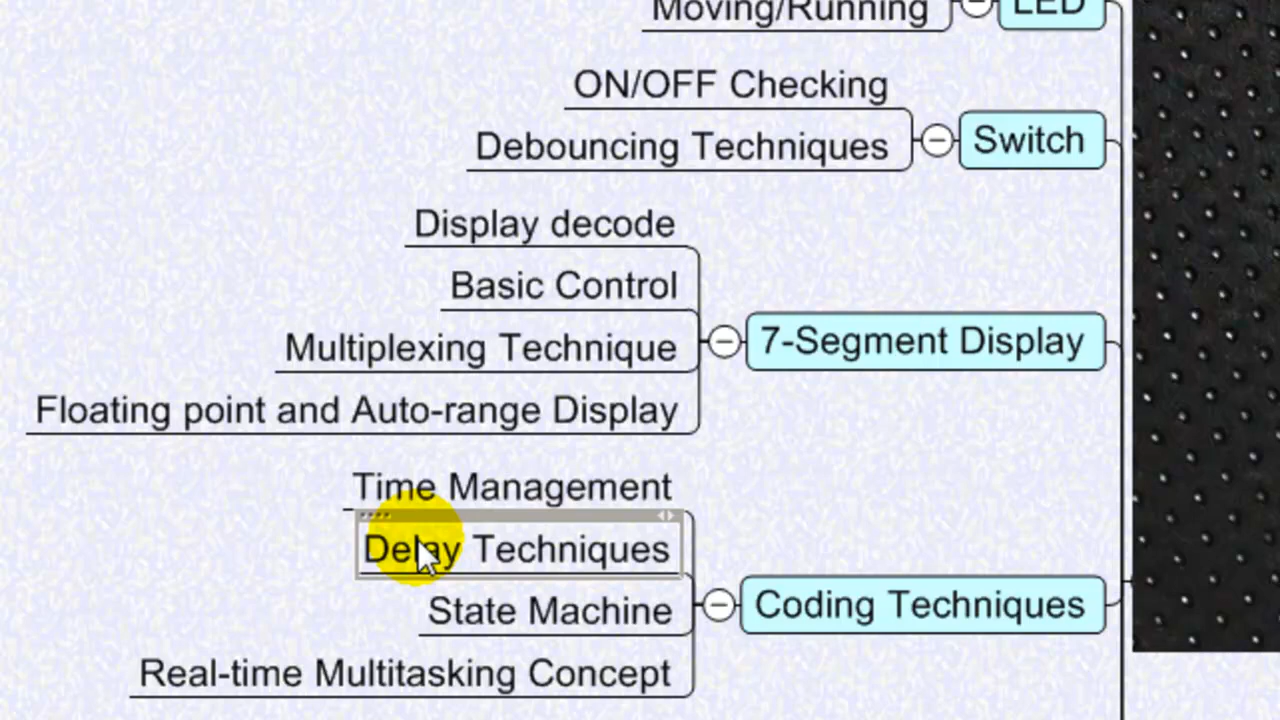 Moving/Running
LED
ON/OFF Checking
Debouncing Techniques
Switch
Display decode
Basic Control
Multiplexing Technique
Floating point and Auto-range Display
7-Segment Display
Time Management
Delay Techniques
State Machine
Real-time Multitasking Concept
Coding Techniques